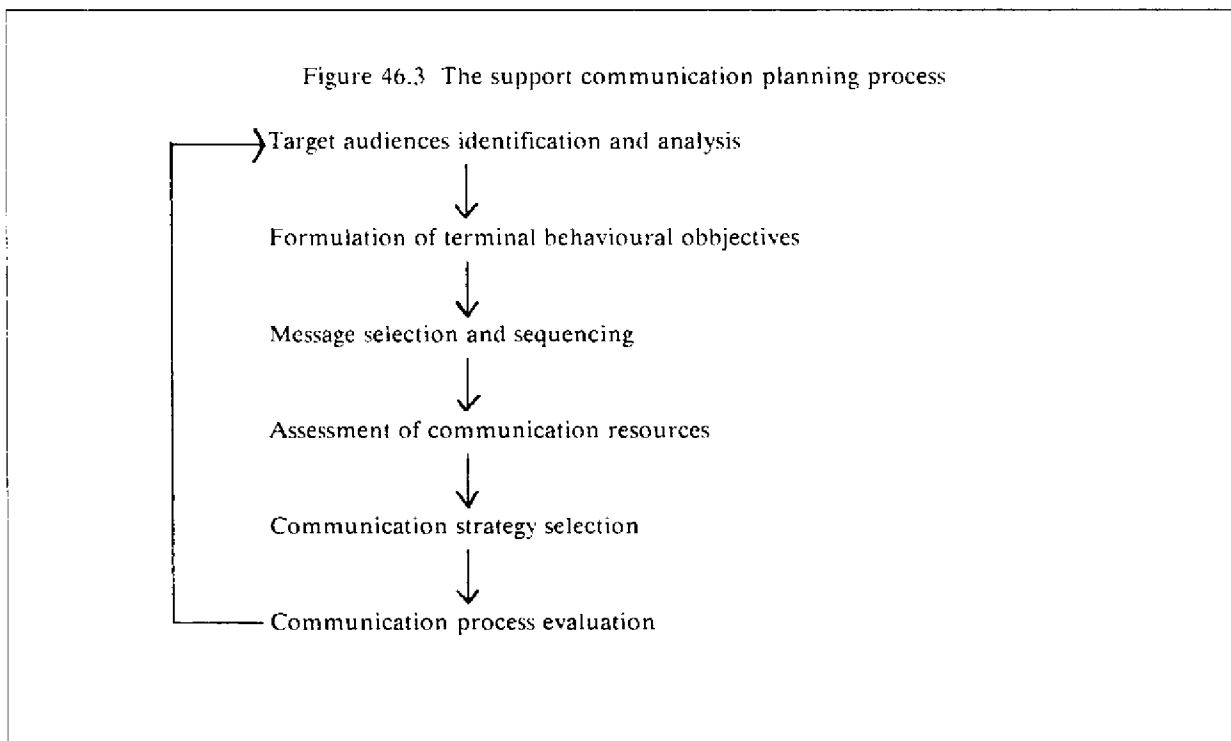 Figure 46.3 The support communication planning process
Target audiences identification and analysis
Formulation of terminal behavioural obbjectives
Message selection and sequencing
Assessment of communication resources
Communication strategy selection
Communication process evaluation